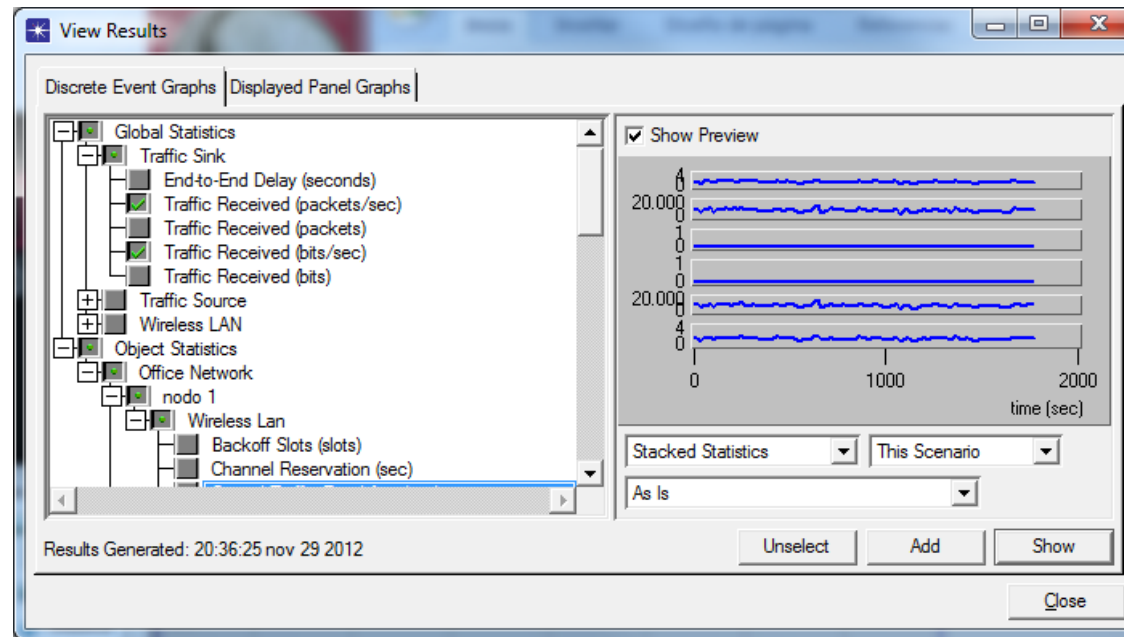 View Results
Discrete Event Graphs Displayed Panel Graphs
Global Statistics
Traffic Sink
End-to-End Delay (seconds)
Traffic Received (packets/sec)
Traffic Received (packets)
Traffic Received (bits/sec)
Traffic Received (bits)
Traffic Source
Wireless LAN
Object Statistics
Office Network
nodo 1
Wireless Lan
Backoff Slots (slots)
Channel Reservation (sec)
Show Preview
4
0
20.000
0
1
0
1
0
20.000
0
4
0
0 1000 2000
time (sec)
Stacked Statistics This Scenario
As Is
Results Generated: 20:36:25 nov 29 2012
Unselect Add Show
Close